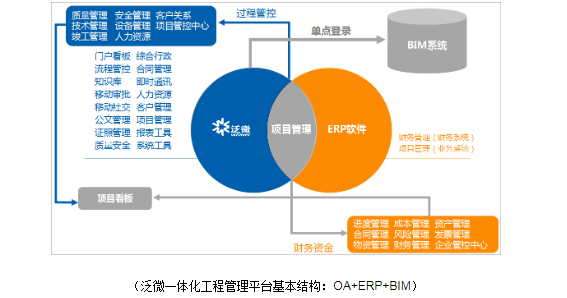 质量管理 安全管理 客户关系
技术管理 设备管理 项目管控中心
竣工管理 人力资源
过程管控
单点登录
BIM系统
门户看板 综合行政
流程管控 合同管理
知识库 即时通讯
移动审批 人力资源
移动社交 客户管理
公文管理 项目管理
证照管理 报表工具
质量安全 系统工具
泛微
项目管理
ERP软件
财务管理（财务系统）
项目管理（业务系统）
项目看板
财务资金
进度管理 成本管理 资产管理
合同管理 风险管理 发票管理
物资管理 财务管理 企业管控中心
（泛微一体化工程管理平台基本结构：OA+ERP+BIM）